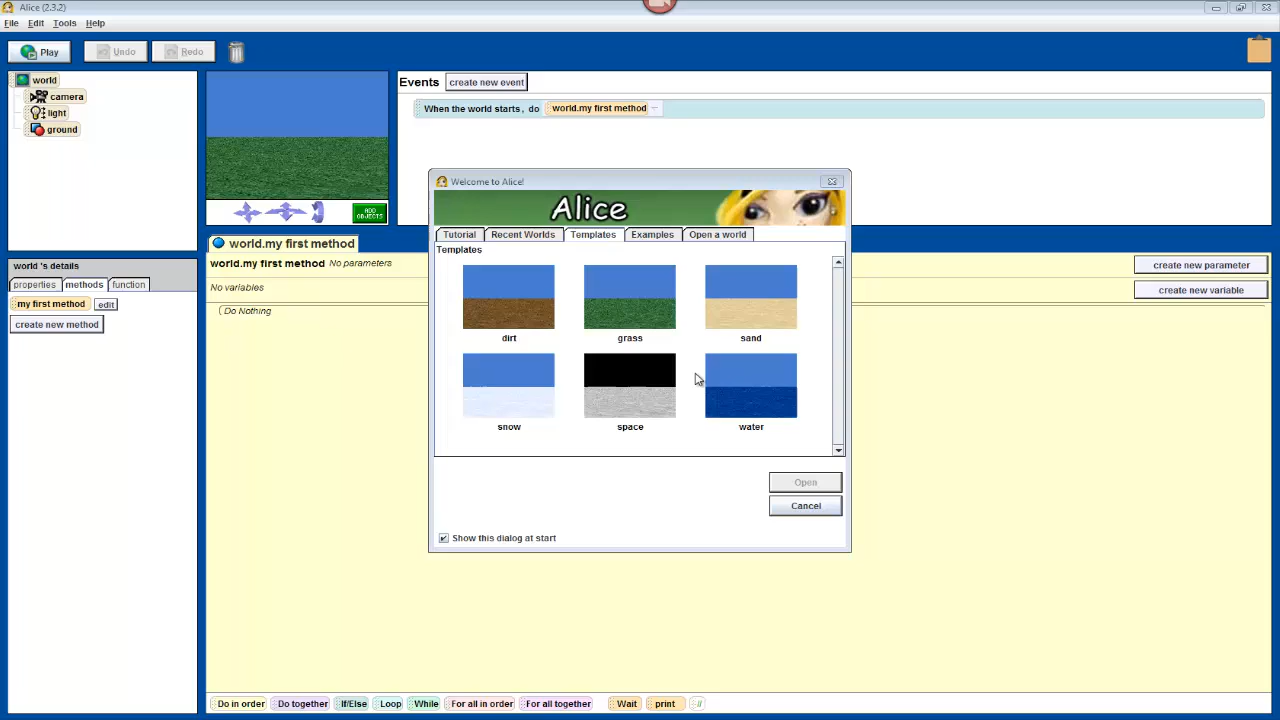 Alice (2.3.2)
File Edit Tools Help
Play Undo Redo
world
camera
light
ground
ADD OBJECTS
Events create new event
When the world starts, do world.my first method
Welcome to Alice!
Alice
Tutorial Recent Worlds Templates Examples Open a world
Templates
dirt grass sand
snow space water
Open
Cancel
Show this dialog at start
world 's details
properties methods function
my first method edit
create new method
world.my first method
world.my first method No parameters
create new parameter
No variables
create new variable
( Do Nothing
Do in order Do together If/Else Loop While For all in order For all together Wait print //